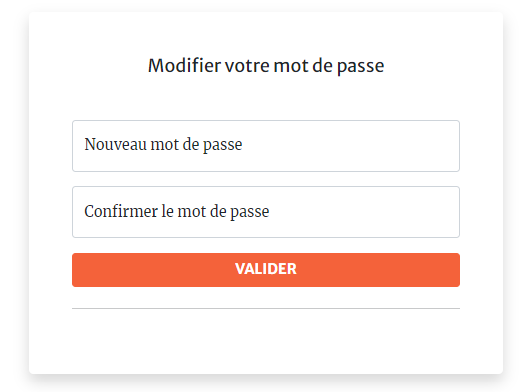 Modifier votre mot de passe
Nouveau mot de passe
Confirmer le mot de passe
VALIDER